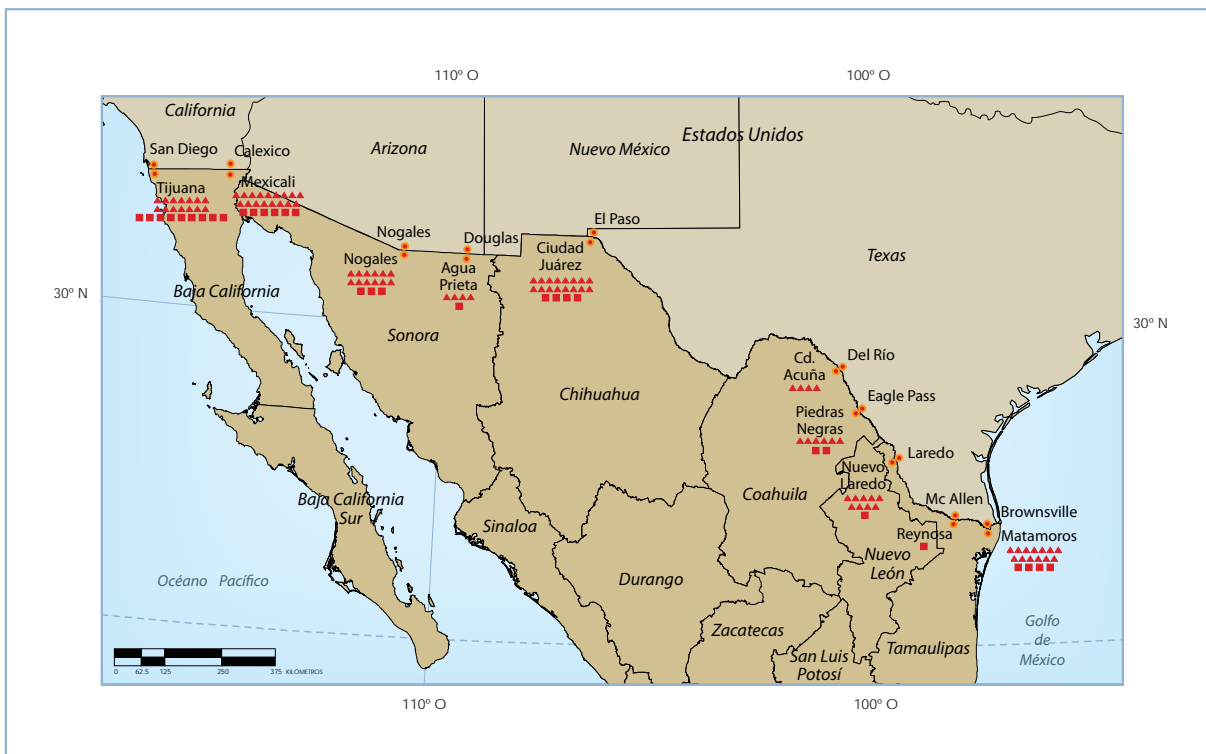 110º O
100º O
California
Estados Unidos
Arizona
Nuevo México
San Diego
Calexico
Tijuana
Mexicali
El Paso
Nogales
Douglas
Nogales
Agua
Prieta
Ciudad
Juárez
Texas
30º N
Baja California
30º N
Sonora
Cd.
Acuña
Del Río
Chihuahua
Eagle Pass
Piedras
Negras
Laredo
Nuevo
Laredo
Coahuila
Baja California
Sur
Mc Allen
Brownsville
Sinaloa
Reynosa
Matamoros
Nuevo
León
Océano Pacífico
Durango
Zacatecas
Golfo
de
México
Tamaulipas
San Luis
Potosí
0 62.5 125 250 375 KILÓMETROS
110º O
100º O